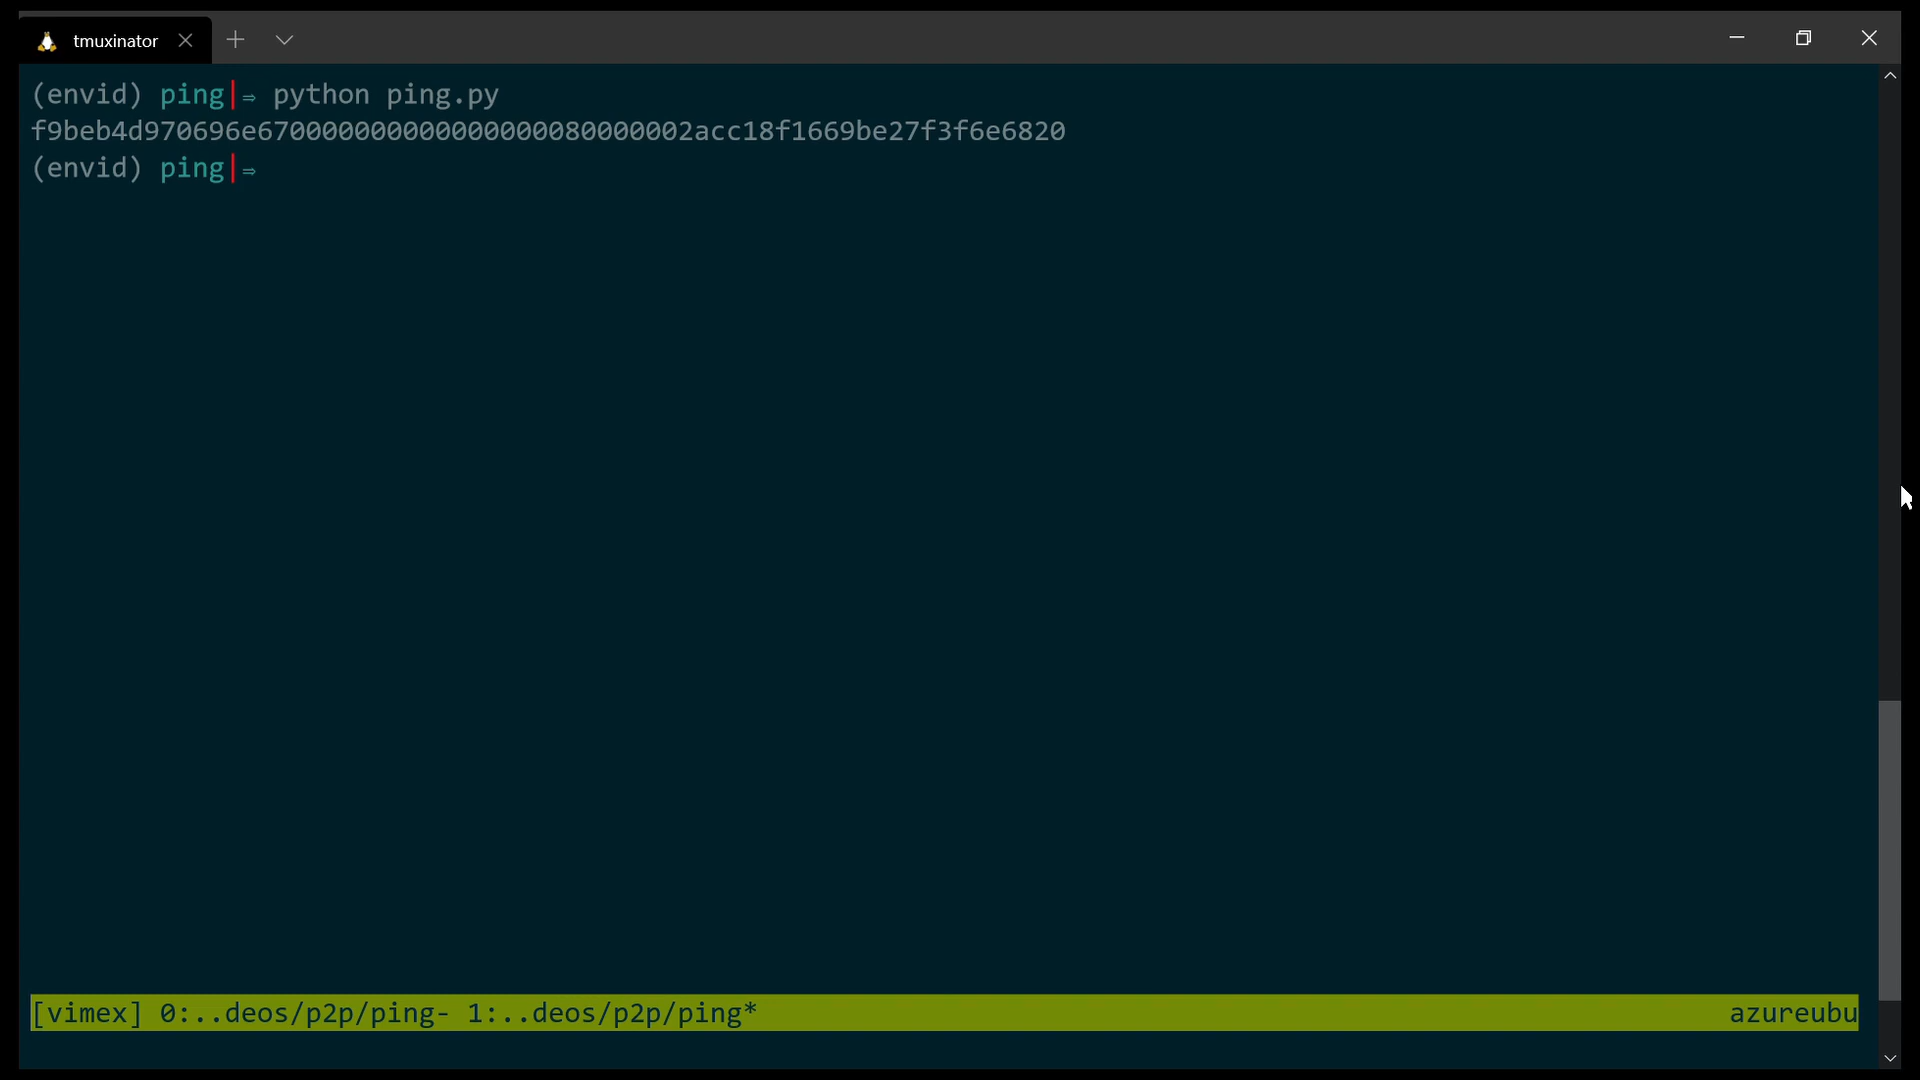 tmuxinator
(envid) ping|⇒ python ping.py
f9beb4d970696e670000000000000000080000002acc18f1669be27f3f6e6820
(envid) ping|⇒
[vimex] 0:..deos/p2p/ping- 1:..deos/p2p/ping* azureubu